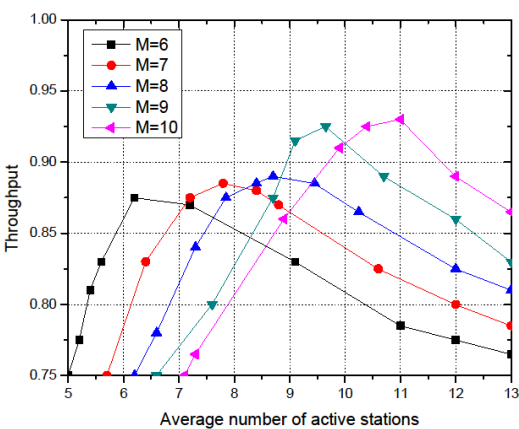 1.00
0.95
0.90
0.85
0.80
0.75
Throughput
M=6
M=7
M=8
M=9
M=10
5 6 7 8 9 10 11 12 13
Average number of active stations